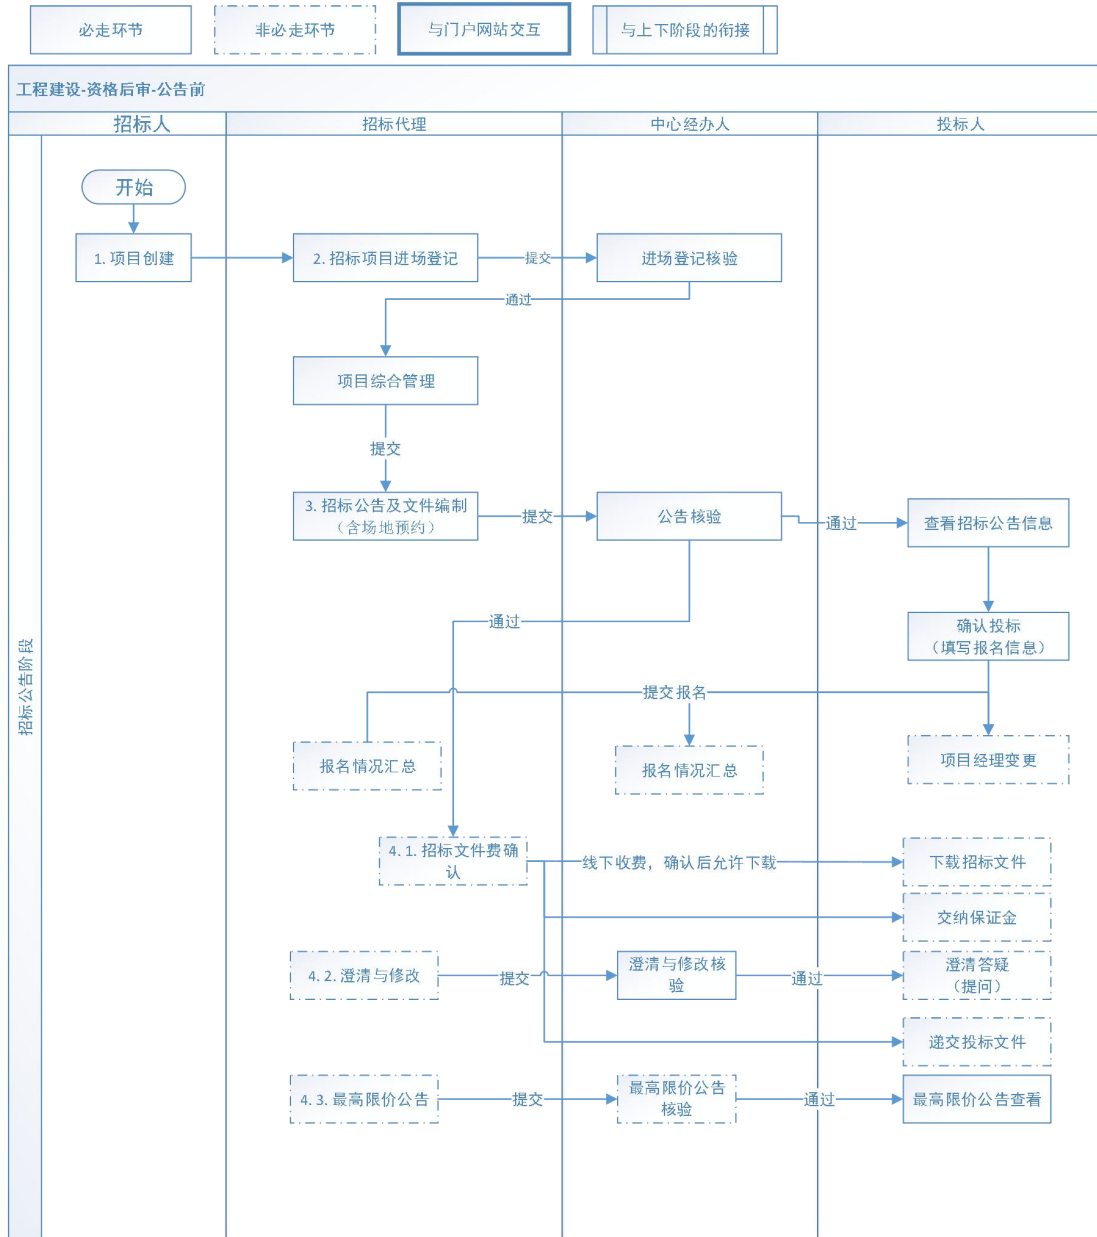 必走环节
非必走环节
与门户网站交互
与上下阶段的衔接
工程建设-资格后审-公告前
招标人
招标代理
中心经办人
投标人
招标公告阶段
开始
1. 项目创建
2. 招标项目进场登记
提交
进场登记核验
通过
项目综合管理
提交
3. 招标公告及文件编制
（含场地预约）
提交
公告核验
通过
查看招标公告信息
通过
确认投标
（填写报名信息）
提交报名
报名情况汇总
报名情况汇总
项目经理变更
4. 1. 招标文件费确
认
线下收费，确认后允许下载
下载招标文件
交纳保证金
4. 2. 澄清与修改
提交
澄清与修改核
验
通过
澄清答疑
（提问）
递交投标文件
4. 3. 最高限价公告
提交
最高限价公告
核验
通过
最高限价公告查看